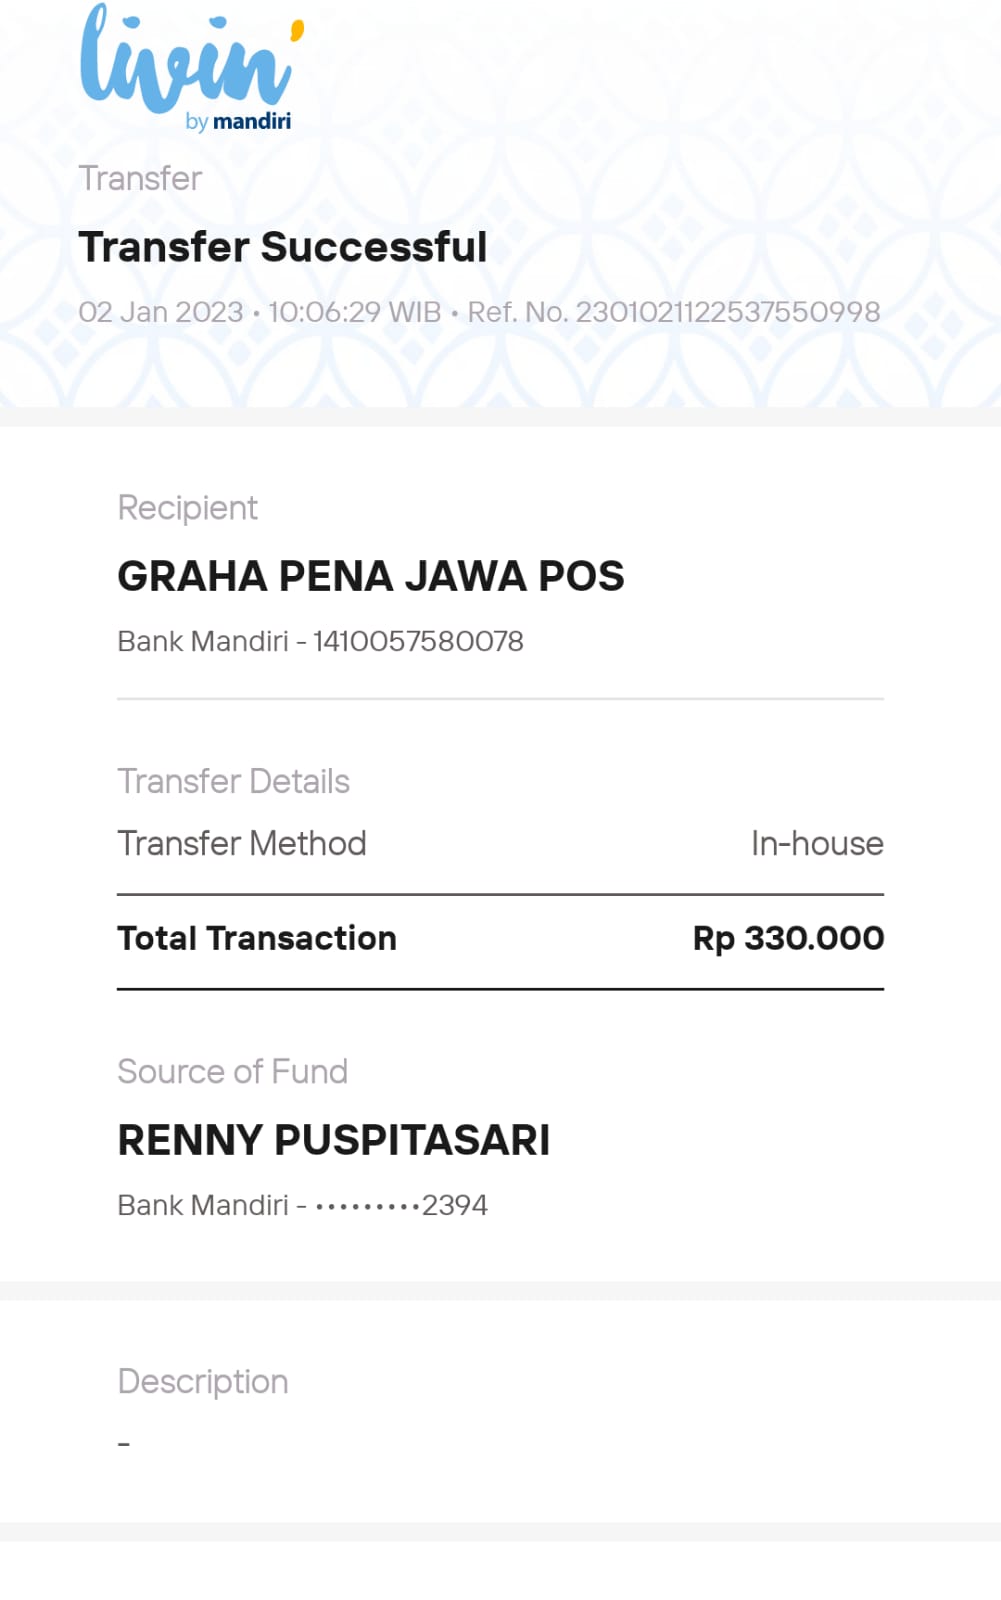 livin'
by mandiri
Transfer
Transfer Successful
02 Jan 2023 • 10:06:29 WIB • Ref. No. 2301021122537550998
Recipient
GRAHA PENA JAWA POS
Bank Mandiri - 1410057580078
Transfer Details
Transfer Method In-house
Total Transaction Rp 330.000
Source of Fund
RENNY PUSPITASARI
Bank Mandiri - •••••••••2394
Description
-